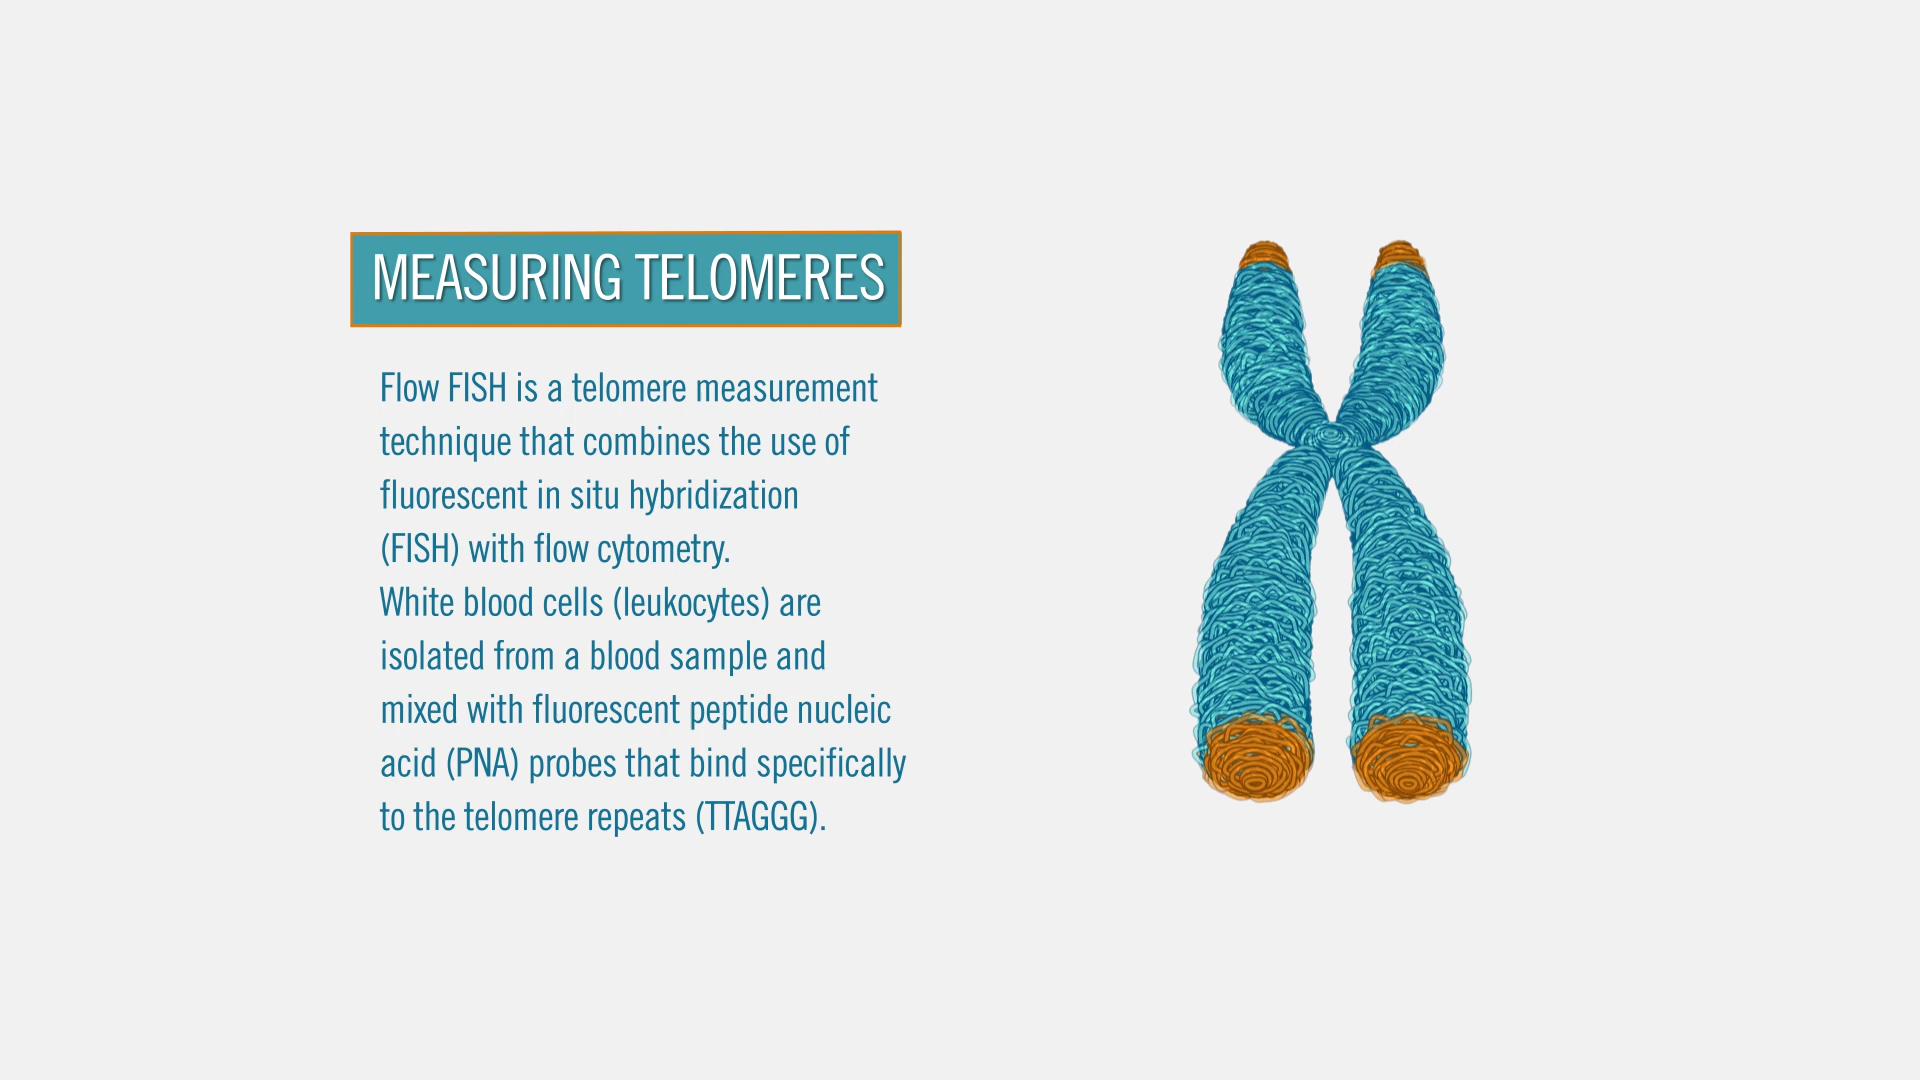 MEASURING TELOMERES
Flow FISH is a telomere measurement
technique that combines the use of
fluorescent in situ hybridization
(FISH) with flow cytometry.
White blood cells (leukocytes) are
isolated from a blood sample and
mixed with fluorescent peptide nucleic
acid (PNA) probes that bind specifically
to the telomere repeats (TTAGGG).